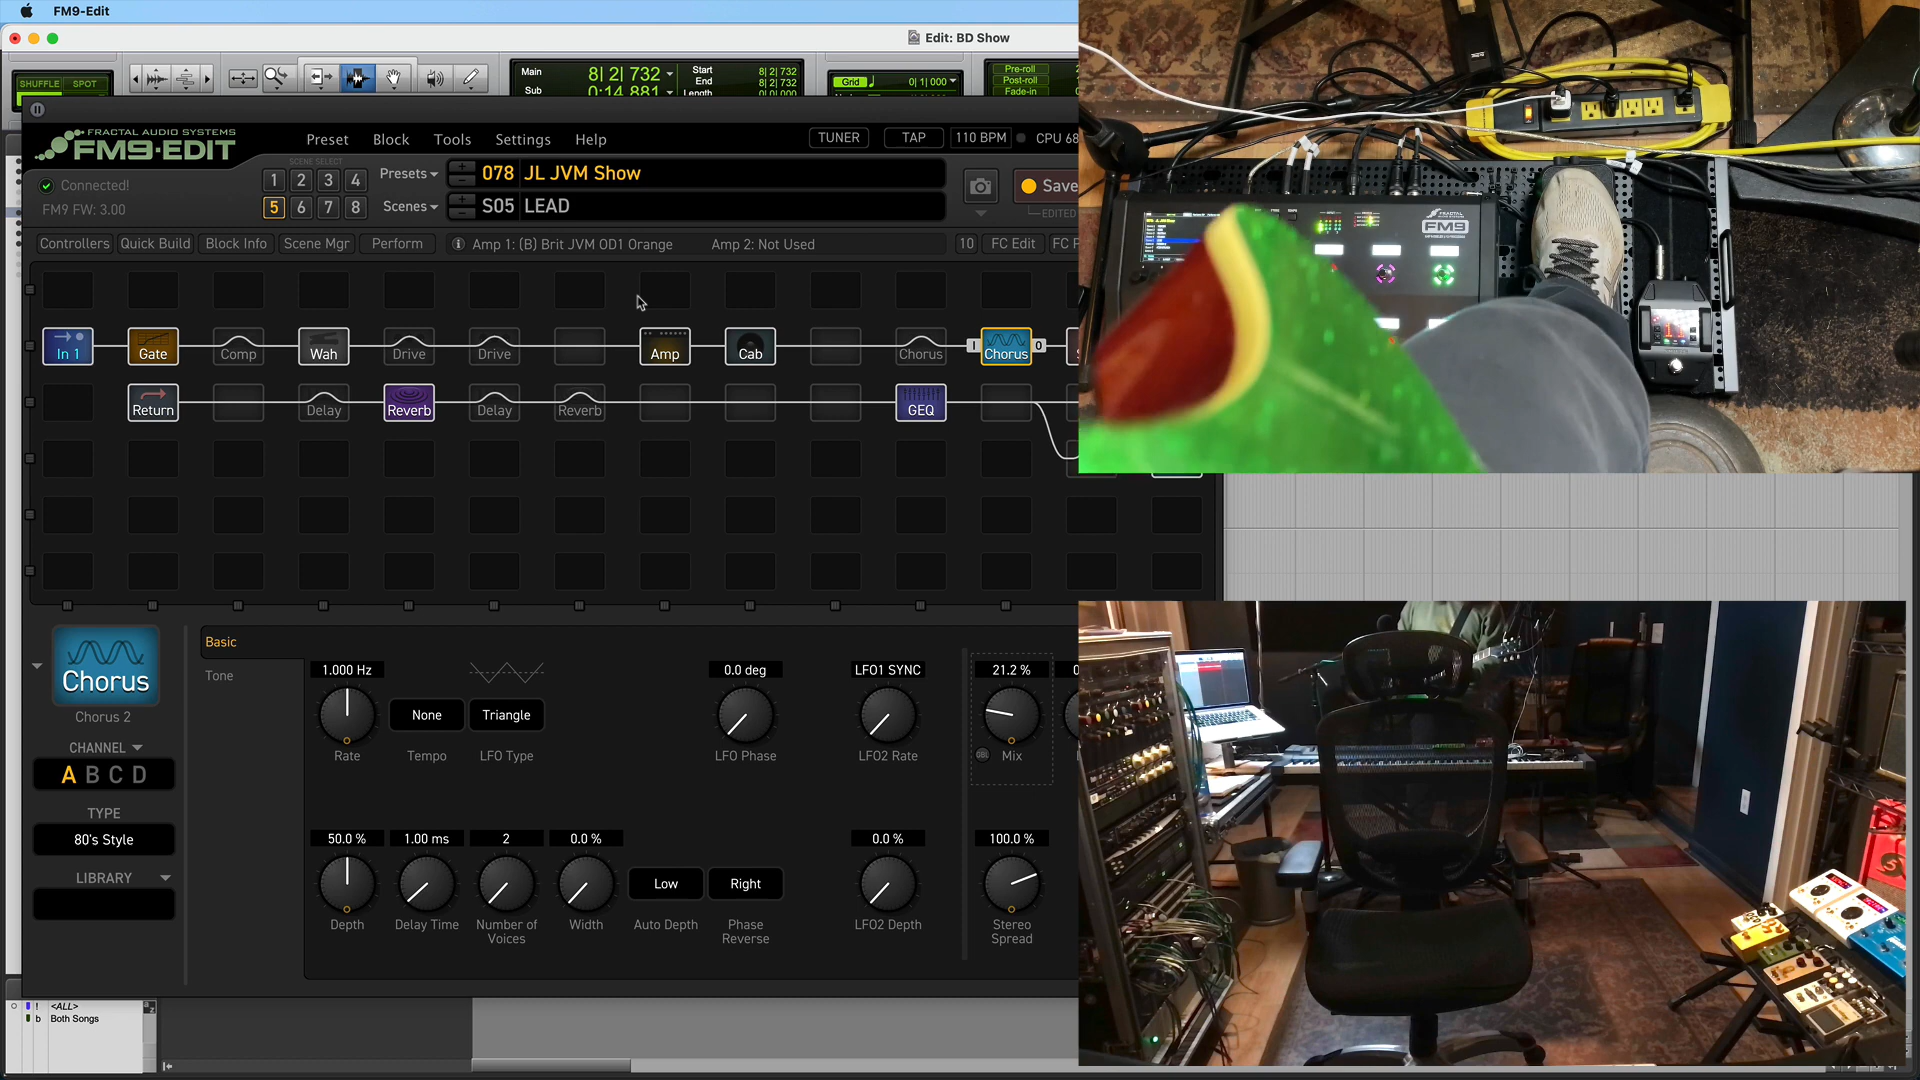 FM9-Edit
Edit: BD Show
SHUFFLE
SPOT
Main
8| 2| 732
Sub
0:14.881
Start
8| 2| 732
End
8| 2| 732
Length
0| 0| 000
Grid
0| 1| 000
Pre-roll
Post-roll
Fade-in
FRACTAL AUDIO SYSTEMS
FM9-EDIT
Preset
Block
Tools
Settings
Help
TUNER
TAP
110 BPM
CPU 68
Connected!
FM9 FW: 3.00
SCENE SELECT
1 2 3 4
5 6 7 8
Presets
078 JL JVM Show
Scenes
S05 LEAD
Save
EDITED
Controllers
Quick Build
Block Info
Scene Mgr
Perform
Amp 1: (B) Brit JVM OD1 Orange
Amp 2: Not Used
10
FC Edit
In 1
Gate
Comp
Wah
Drive
Drive
Amp
Cab
Chorus
I
Chorus
O
Return
Delay
Reverb
Delay
Reverb
GEQ
Chorus
Chorus 2
CHANNEL
A B C D
TYPE
80's Style
LIBRARY
Basic
Tone
1.000 Hz
Rate
None
Tempo
Triangle
LFO Type
0.0 deg
LFO Phase
LFO1 SYNC
LFO2 Rate
21.2 %
Mix
50.0 %
Depth
1.00 ms
Delay Time
2
Number of
Voices
0.0 %
Width
Low
Auto Depth
Right
Phase
Reverse
0.0 %
LFO2 Depth
100.0 %
Stereo
Spread
! <ALL>
b Both Songs
FRACTAL
FM9